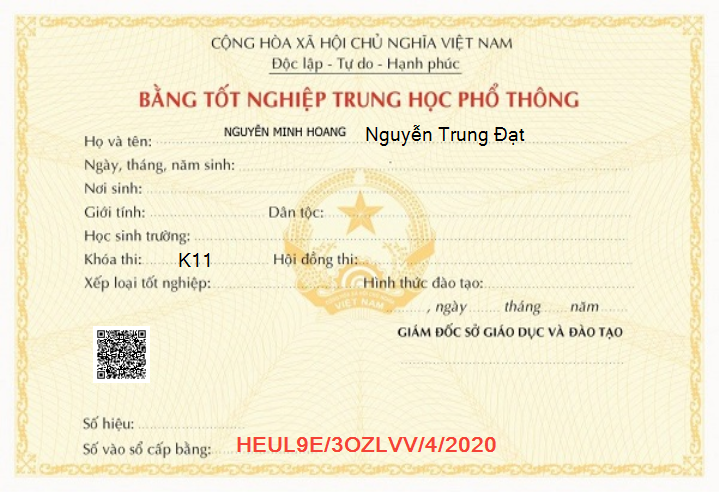 CỘNG HÒA XÃ HỘI CHỦ NGHĨA VIỆT NAM
Độc lập - Tự do - Hạnh phúc
BẰNG TỐT NGHIỆP TRUNG HỌC PHỔ THÔNG
Họ và tên: NGUYỄN MINH HOANG Nguyễn Trung Đạt
Ngày, tháng, năm sinh:
Nơi sinh:
Giới tính: Dân tộc:
Học sinh trường:
Khóa thi: K11 Hội đồng thi:
Xếp loại tốt nghiệp: Hình thức đào tạo:
VIỆT NAM
, ngày tháng năm
GIÁM ĐỐC SỞ GIÁO DỤC VÀ ĐÀO TẠO
Số hiệu:
Số vào sổ cấp bằng: HEUL9E/3OZLVV/4/2020